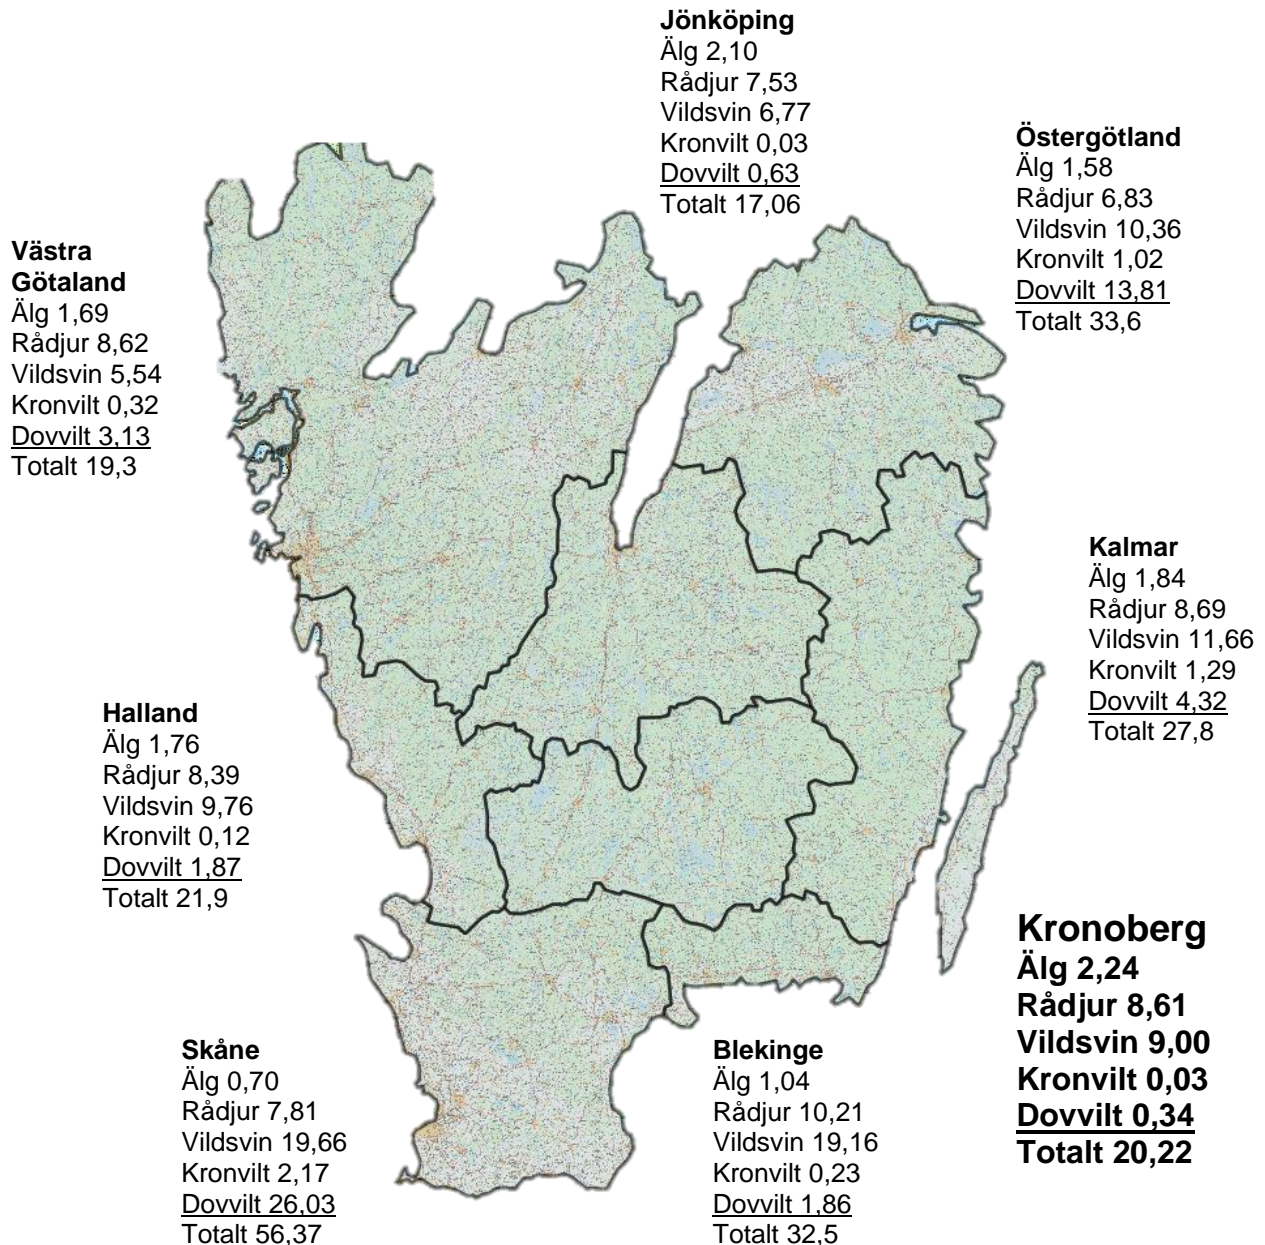 Jönköping
Älg 2,10
Rådjur 7,53
Vildsvin 6,77
Kronvilt 0,03
Dovvilt 0,63
Totalt 17,06
Östergötland
Älg 1,58
Rådjur 6,83
Vildsvin 10,36
Kronvilt 1,02
Dovvilt 13,81
Totalt 33,6
Västra
Götaland
Älg 1,69
Rådjur 8,62
Vildsvin 5,54
Kronvilt 0,32
Dovvilt 3,13
Totalt 19,3
Kalmar
Älg 1,84
Rådjur 8,69
Vildsvin 11,66
Kronvilt 1,29
Dovvilt 4,32
Totalt 27,8
Halland
Älg 1,76
Rådjur 8,39
Vildsvin 9,76
Kronvilt 0,12
Dovvilt 1,87
Totalt 21,9
Kronoberg
Älg 2,24
Rådjur 8,61
Vildsvin 9,00
Kronvilt 0,03
Dovvilt 0,34
Totalt 20,22
Skåne
Älg 0,70
Rådjur 7,81
Vildsvin 19,66
Kronvilt 2,17
Dovvilt 26,03
Totalt 56,37
Blekinge
Älg 1,04
Rådjur 10,21
Vildsvin 19,16
Kronvilt 0,23
Dovvilt 1,86
Totalt 32,5